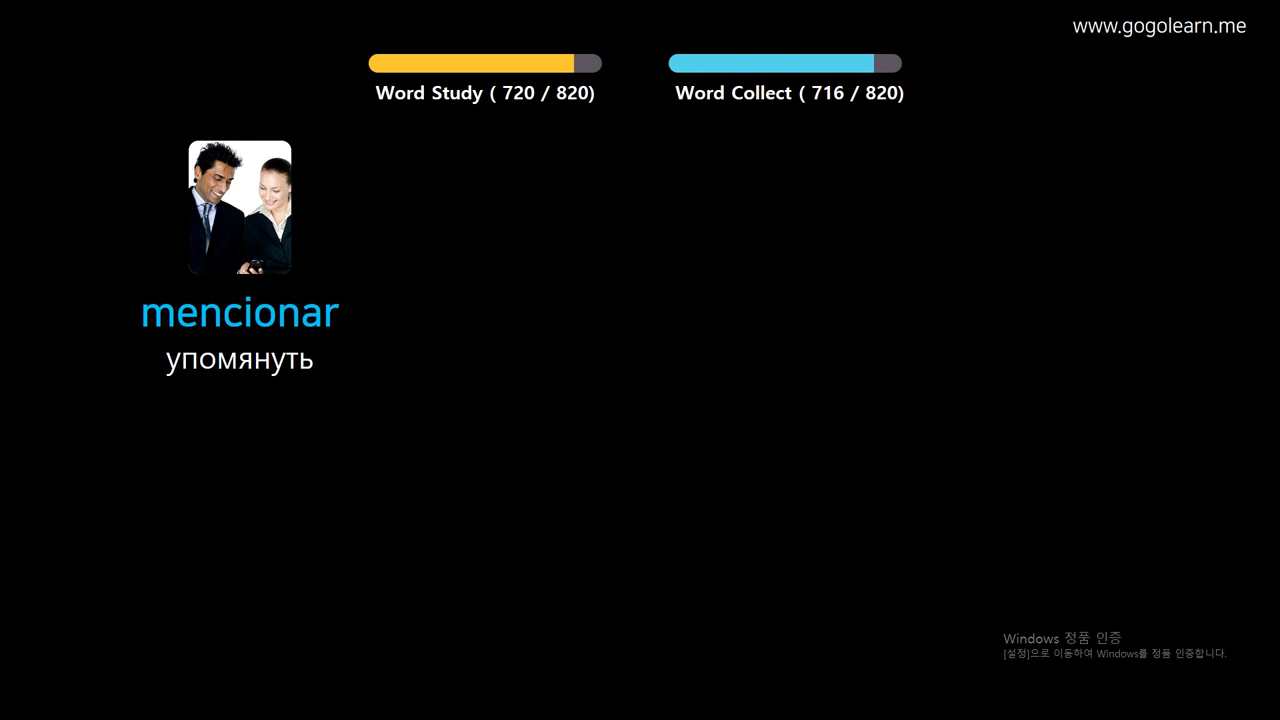 www.gogolearn.me
Word Study ( 720 / 820)
Word Collect ( 716 / 820)
mencionar
упомянуть
Windows 정품 인증
[설정]으로 이동하여 Windows를 정품 인증합니다.